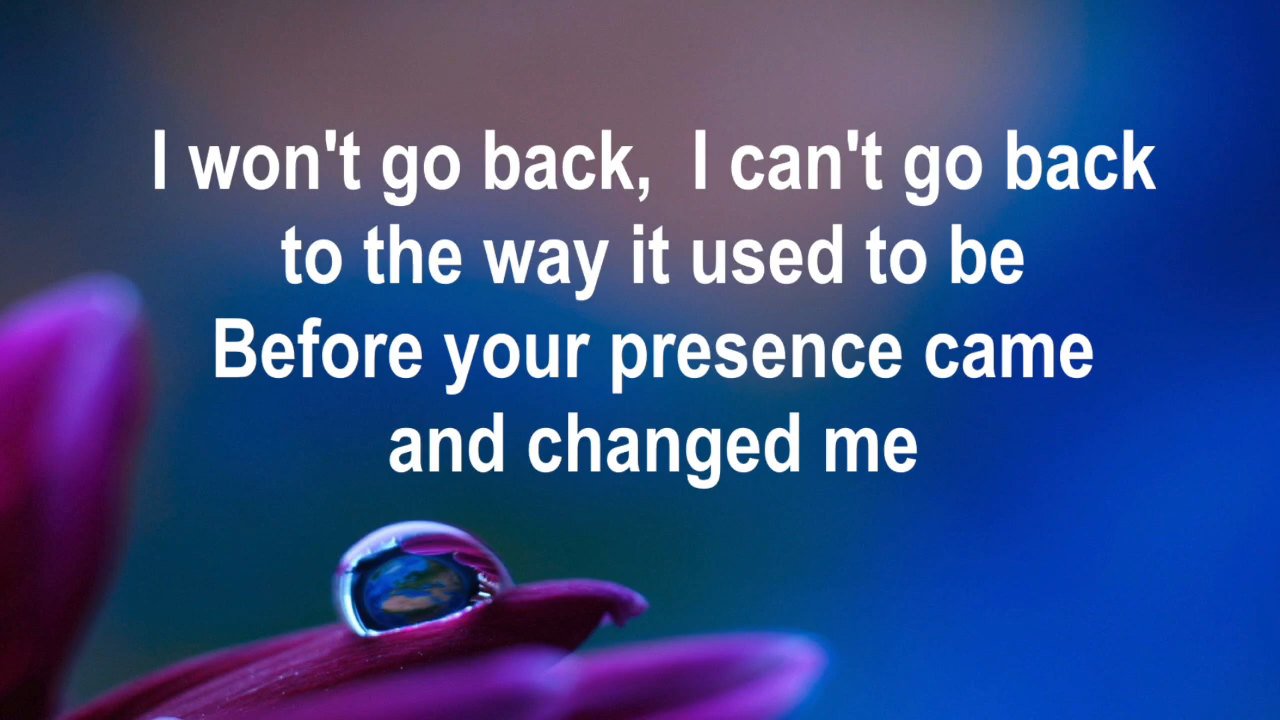 I won't go back,  I can't go back
to the way it used to be
Before your presence came
and changed me